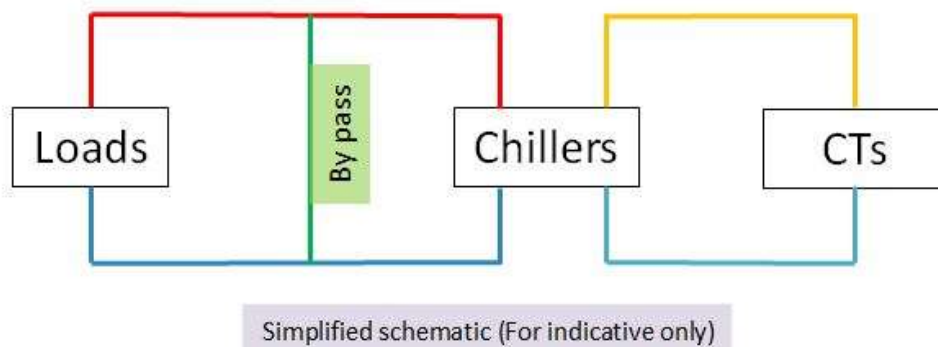 Loads
By pass
Chillers
CTs
Simplified schematic (For indicative only)